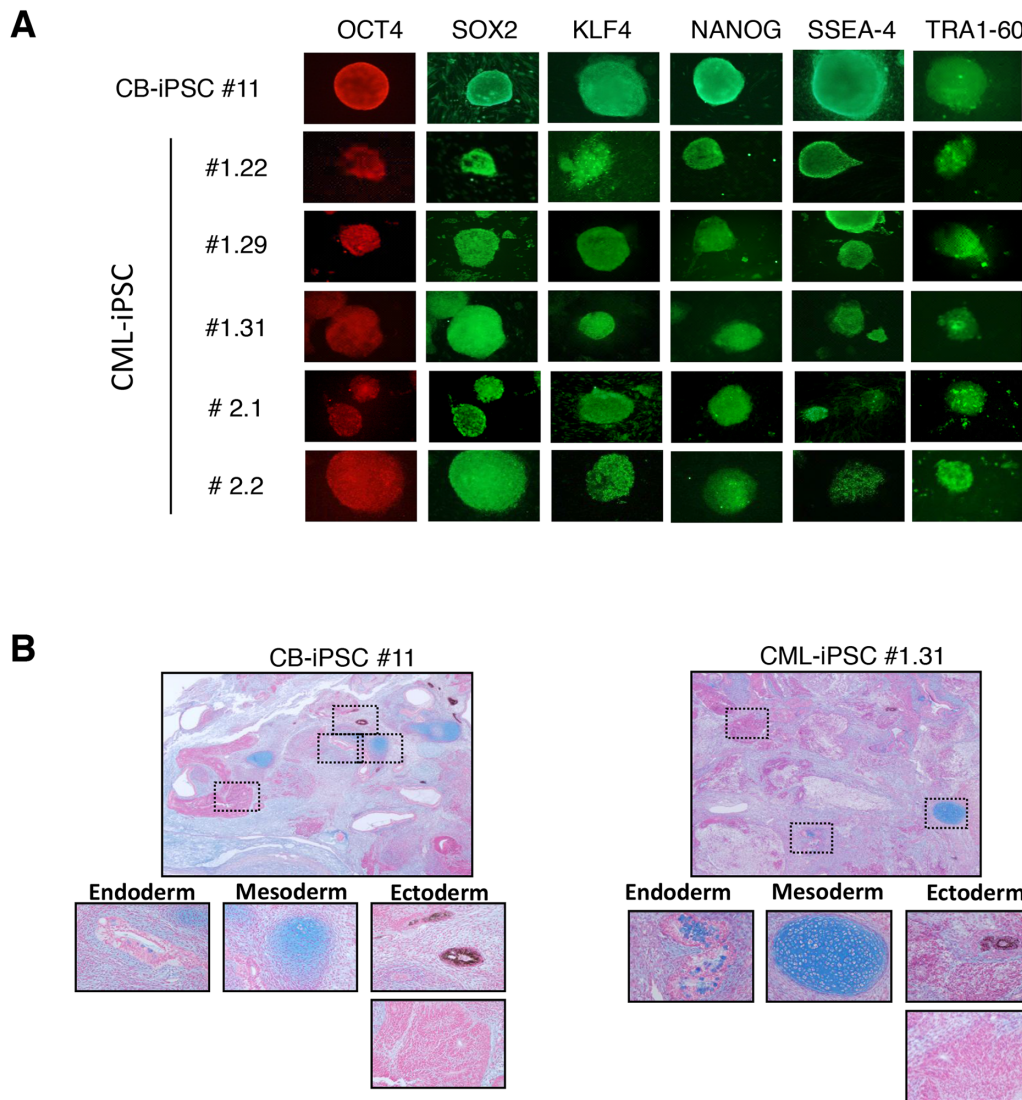 A
OCT4 SOX2 KLF4 NANOG SSEA-4 TRA1-60
CB-iPSC #11
#1.22
#1.29
CML-iPSC
#1.31
# 2.1
# 2.2
B
CB-iPSC #11
CML-iPSC #1.31
Endoderm Mesoderm Ectoderm
Endoderm Mesoderm Ectoderm